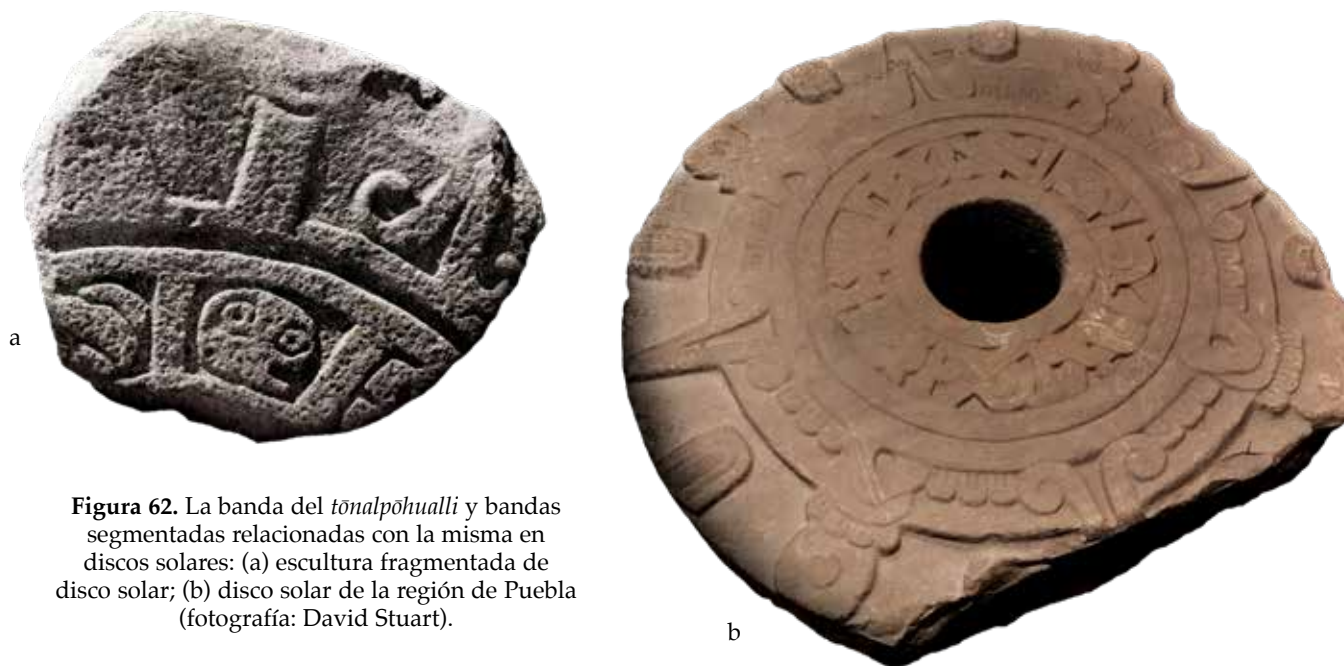 a
Figura 62. La banda del tōnalpōhualli y bandas
segmentadas relacionadas con la misma en
discos solares: (a) escultura fragmentada de
disco solar; (b) disco solar de la región de Puebla
(fotografía: David Stuart).
b